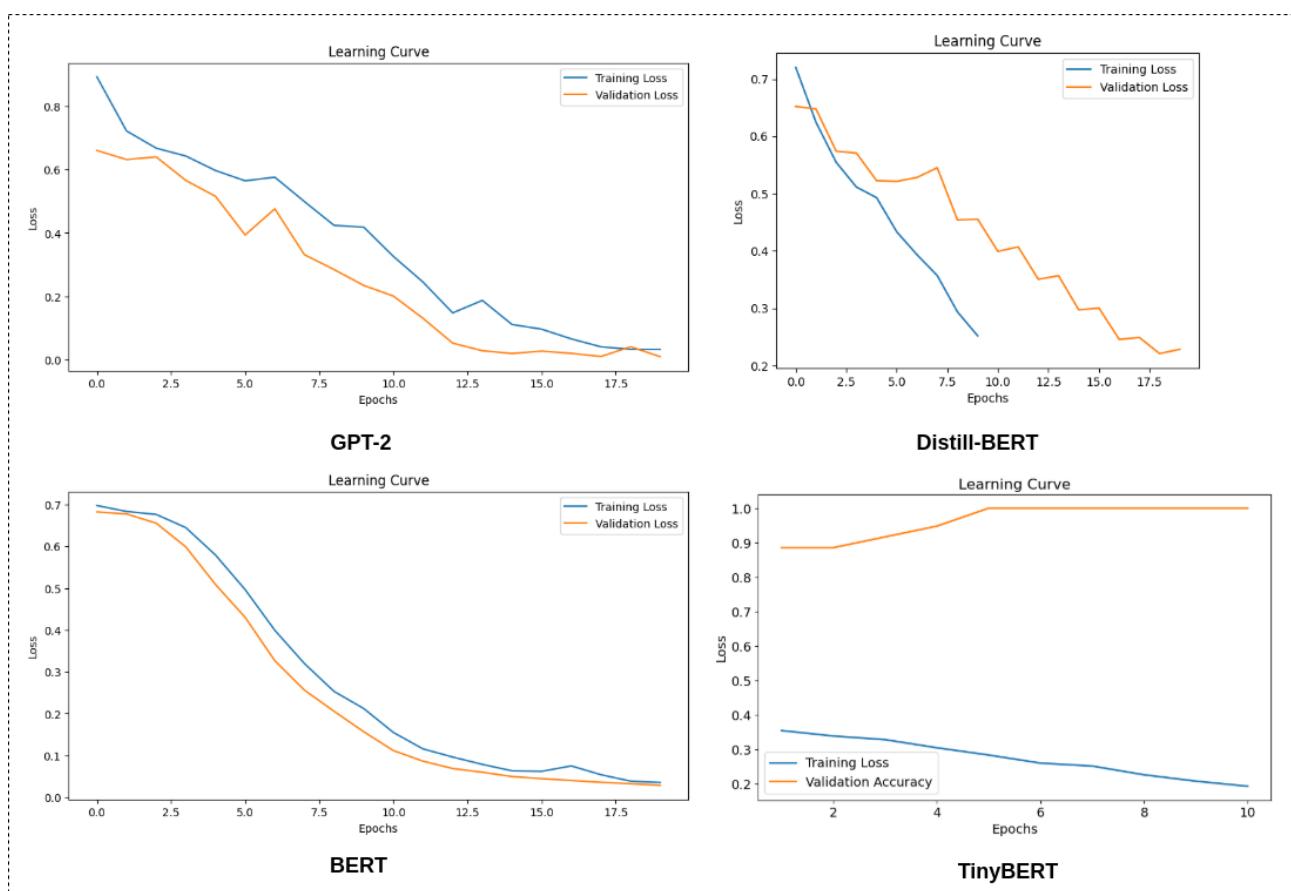 Learning Curve
Training Loss
Validation Loss
0.8
0.6
0.4
0.2
0.0
Loss
0.0 2.5 5.0 7.5 10.0 12.5 15.0 17.5
Epochs
GPT-2
Learning Curve
Training Loss
Validation Loss
0.7
0.6
0.5
0.4
0.3
0.2
Loss
0.0 2.5 5.0 7.5 10.0 12.5 15.0 17.5
Epochs
Distill-BERT
Learning Curve
Training Loss
Validation Loss
0.7
0.6
0.5
0.4
0.3
0.2
0.1
0.0
Loss
0.0 2.5 5.0 7.5 10.0 12.5 15.0 17.5
Epochs
BERT
Learning Curve
1.0
0.9
0.8
0.7
0.6
0.5
0.4
0.3
0.2
Loss
Training Loss
Validation Accuracy
2 4 6 8 10
Epochs
TinyBERT